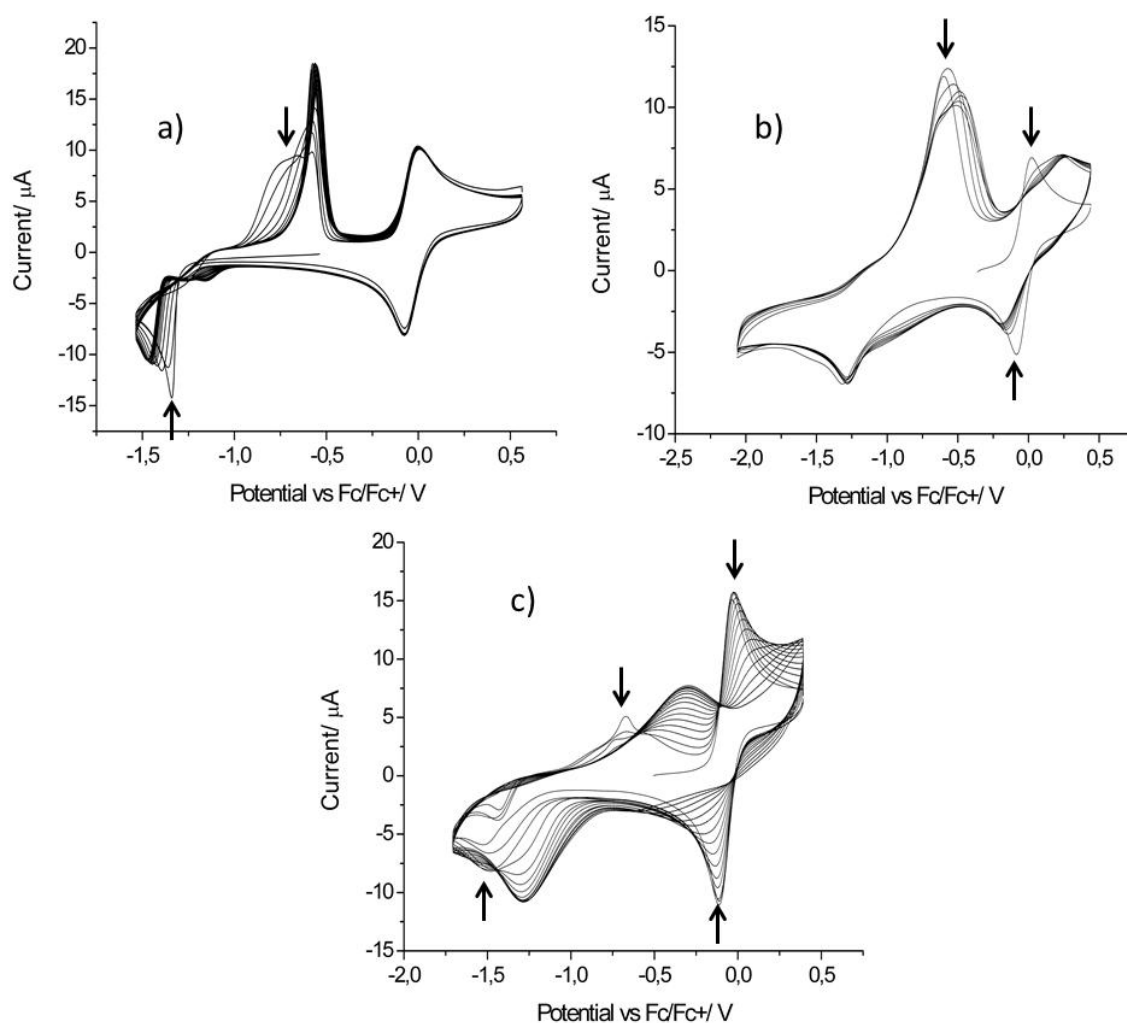 a)
20
15
10
5
0
-5
-10
-15
Current/ μA
-1,5 -1,0 -0,5 0,0 0,5
Potential vs Fc/Fc+/ V
b)
15
10
5
0
-5
-10
Current/ μA
-2,5 -2,0 -1,5 -1,0 -0,5 0,0 0,5
Potential vs Fc/Fc+/ V
c)
20
15
10
5
0
-5
-10
-15
Current/ μA
-2,0 -1,5 -1,0 -0,5 0,0 0,5
Potential vs Fc/Fc+/ V